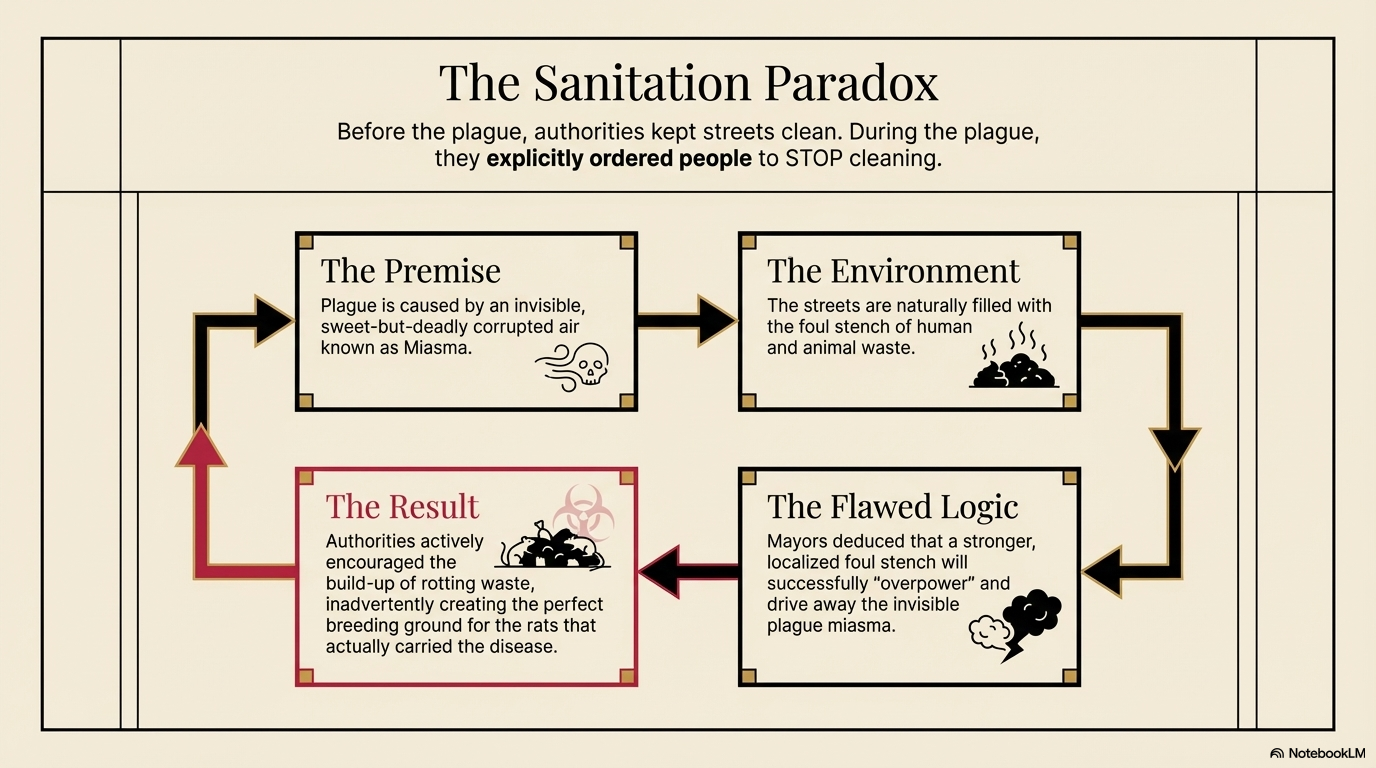 The Sanitation Paradox
Before the plague, authorities kept streets clean. During the plague,
they explicitly ordered people to STOP cleaning.
The Premise
Plague is caused by an invisible,
sweet-but-deadly corrupted air
known as Miasma.
The Environment
The streets are naturally filled with
the foul stench of human
and animal waste.
The Result
Authorities actively
encouraged the
build-up of rotting waste,
inadvertently creating the perfect
breeding ground for the rats that
actually carried the disease.
The Flawed Logic
Mayors deduced that a stronger,
localized foul stench will
successfully “overpower” and
drive away the invisible
plague miasma.
NotebookLM